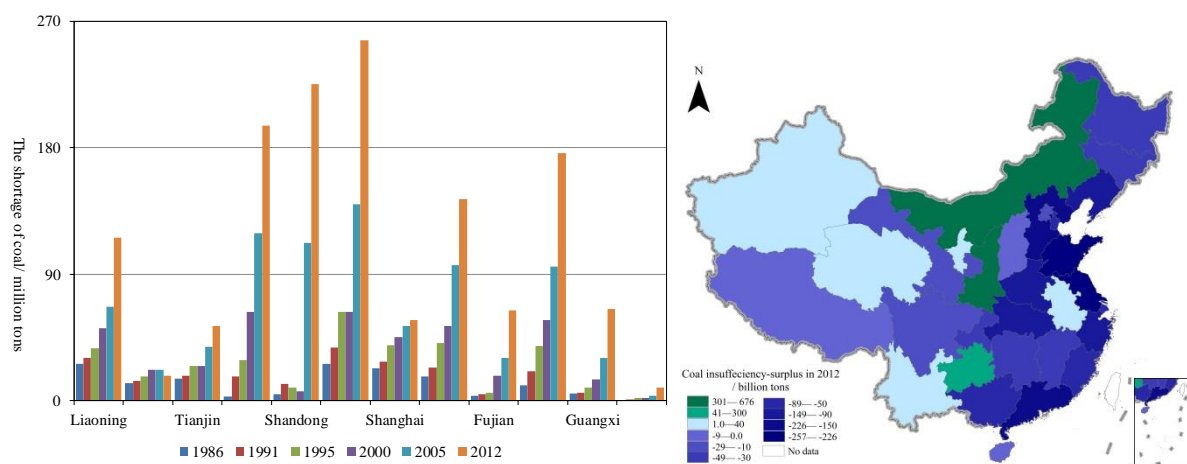 The shortage of coal/ million tons
270
180
90
0
Liaoning Tianjin Shandong Shanghai Fujian Guangxi
1986 1991 1995 2000 2005 2012
N
Coal insuffeciency-surplus in 2012
/ billion tons
301— 676
41—300
1.0—40
-9—0.0
-29— -10
-49— -30
-89— -50
-149— -90
-226— -150
-257— -226
No data